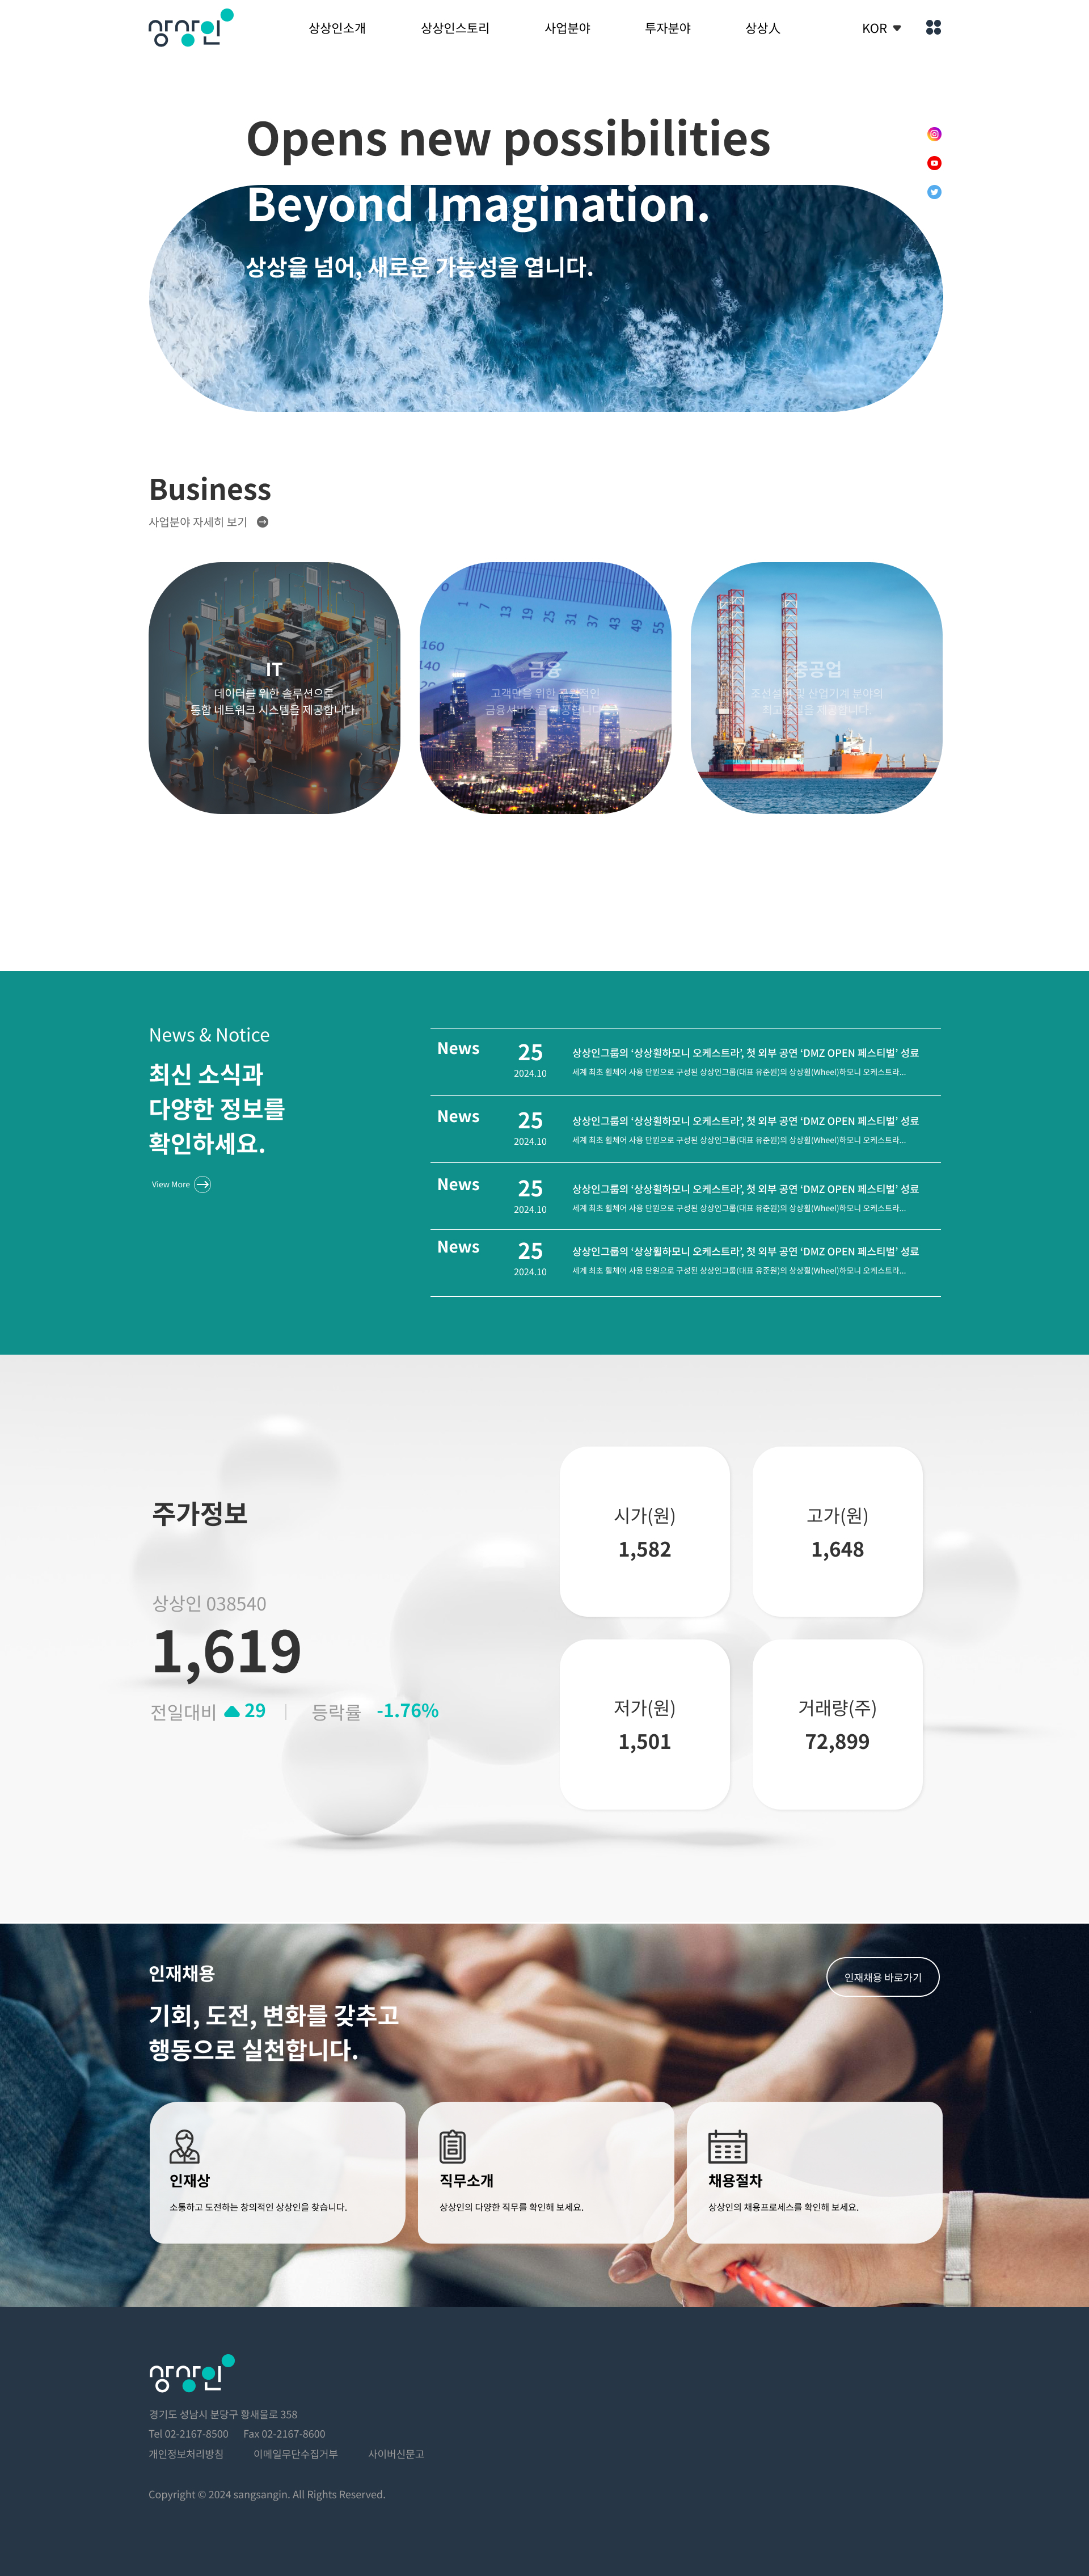 상상인
상상인소개
상상인스토리
사업분야
투자분야
상상人
KOR
Opens new possibilities
Beyond Imagination.
상상을 넘어, 새로운 가능성을 엽니다.
Business
사업분야 자세히 보기
IT
데이터를 위한 솔루션으로
통합 네트워크 시스템을 제공합니다.
0 1 7 13 19 25 31 37 43 49 55
160
140
120
금융
고객만을 위한
금융서비스를 제공합니다.
중공업
조선설비 및 산업기계 분야의
최고 제공합니다.
News & Notice
최신 소식과
다양한 정보를
확인하세요.
View More
News
25
2024.10
상상인그룹의 ‘상상휠하모니 오케스트라’, 첫 외부 공연 ‘DMZ OPEN 페스티벌’ 성료
세계 최초 휠체어 사용 단원으로 구성된 상상인그룹(대표 유준원)의 상상휠(Wheel)하모니 오케스트라...
News
25
2024.10
상상인그룹의 ‘상상휠하모니 오케스트라’, 첫 외부 공연 ‘DMZ OPEN 페스티벌’ 성료
세계 최초 휠체어 사용 단원으로 구성된 상상인그룹(대표 유준원)의 상상휠(Wheel)하모니 오케스트라...
News
25
2024.10
상상인그룹의 ‘상상휠하모니 오케스트라’, 첫 외부 공연 ‘DMZ OPEN 페스티벌’ 성료
세계 최초 휠체어 사용 단원으로 구성된 상상인그룹(대표 유준원)의 상상휠(Wheel)하모니 오케스트라...
News
25
2024.10
상상인그룹의 ‘상상휠하모니 오케스트라’, 첫 외부 공연 ‘DMZ OPEN 페스티벌’ 성료
세계 최초 휠체어 사용 단원으로 구성된 상상인그룹(대표 유준원)의 상상휠(Wheel)하모니 오케스트라...
주가정보
상상인 038540
1,619
전일대비 29 등락률 -1.76%
시가(원)
1,582
고가(원)
1,648
저가(원)
1,501
거래량(주)
72,899
인재채용
기회, 도전, 변화를 갖추고
행동으로 실천합니다.
인재채용 바로가기
인재상
소통하고 도전하는 창의적인 상상인을 찾습니다.
직무소개
상상인의 다양한 직무를 확인해 보세요.
채용절차
상상인의 채용프로세스를 확인해 보세요.
상상인
경기도 성남시 분당구 황새울로 358
Tel 02-2167-8500 Fax 02-2167-8600
개인정보처리방침 이메일무단수집거부 사이버신문고
Copyright © 2024 sangsangin. All Rights Reserved.